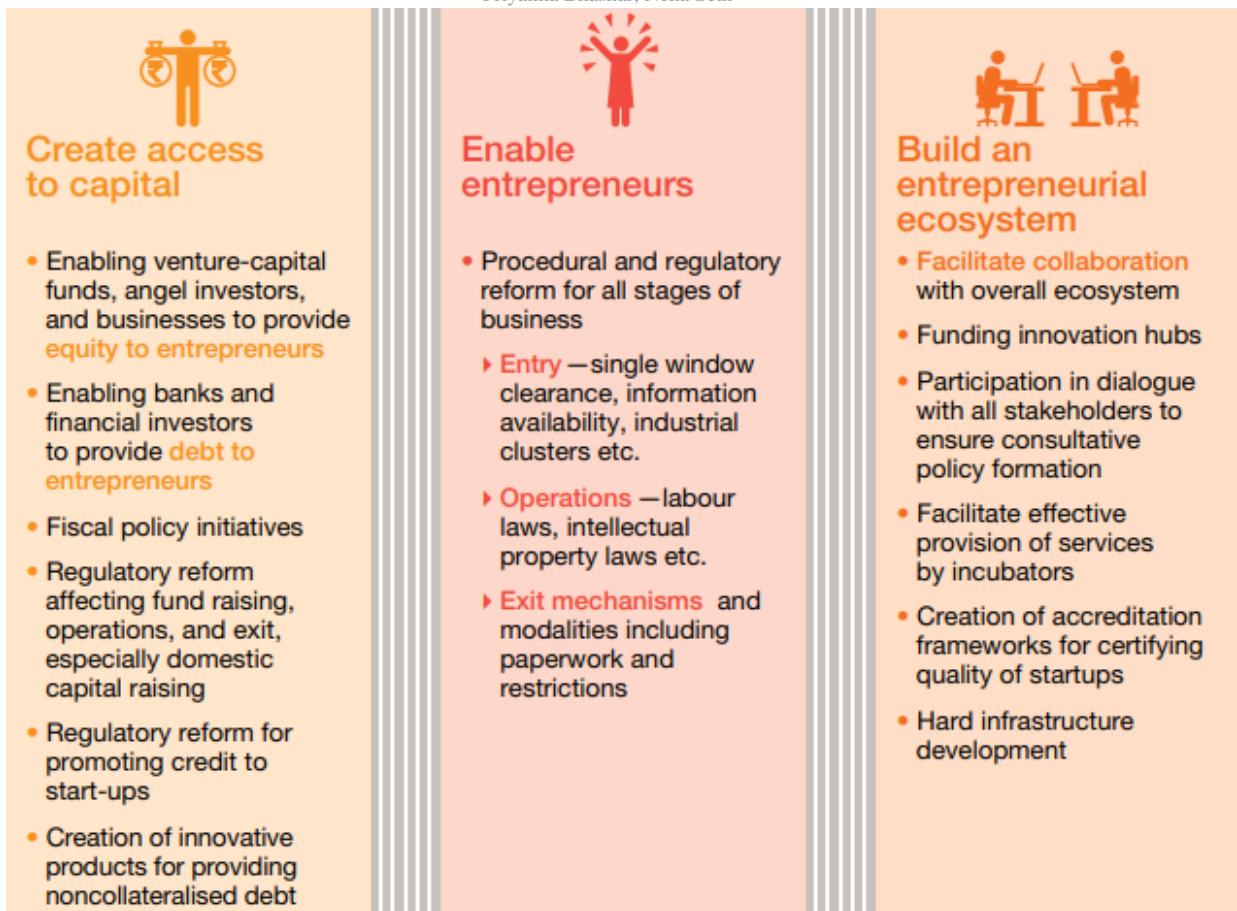 Create access
to capital
• Enabling venture-capital
funds, angel investors,
and businesses to provide
equity to entrepreneurs
• Enabling banks and
financial investors
to provide debt to
entrepreneurs
• Fiscal policy initiatives
• Regulatory reform
affecting fund raising,
operations, and exit,
especially domestic
capital raising
• Regulatory reform for
promoting credit to
start-ups
• Creation of innovative
products for providing
noncollateralised debt
Enable
entrepreneurs
• Procedural and regulatory
reform for all stages of
business
Entry —single window
clearance, information
availability, industrial
clusters etc.
Operations —labour
laws, intellectual
property laws etc.
Exit mechanisms and
modalities including
paperwork and
restrictions
Build an
entrepreneurial
ecosystem
• Facilitate collaboration
with overall ecosystem
• Funding innovation hubs
• Participation in dialogue
with all stakeholders to
ensure consultative
policy formation
• Facilitate effective
provision of services
by incubators
• Creation of accreditation
frameworks for certifying
quality of startups
• Hard infrastructure
development